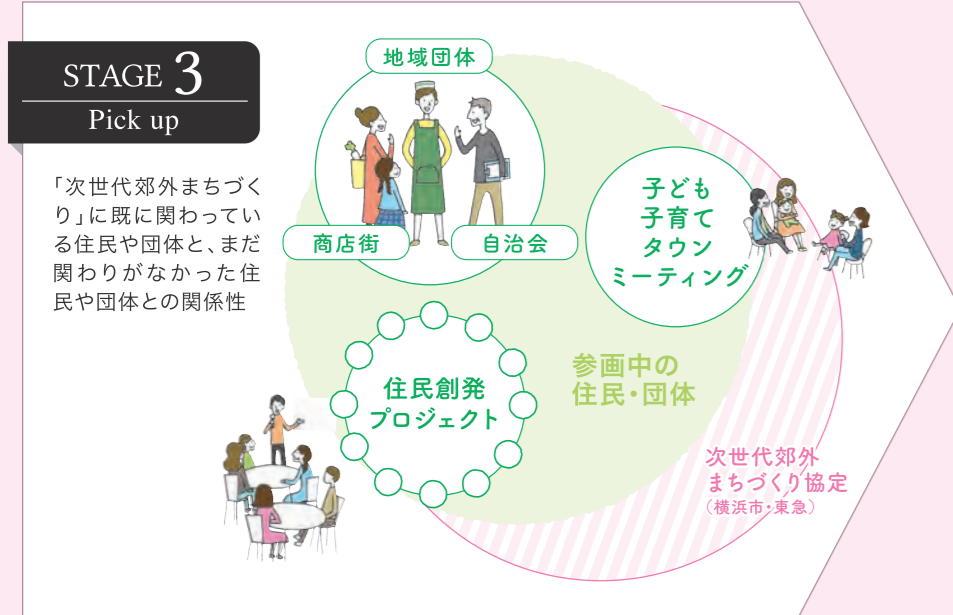 STAGE 3
Pick up
「次世代郊外まちづく
り」に既に関わってい
る住民や団体と、まだ
関わりがなかった住
民や団体との関係性
地域団体
商店街
自治会
子ども
子育て
タウン
ミーティング
住民創発
プロジェクト
参画中の
住民・団体
次世代郊外
まちづくり協定
（横浜市・東急）